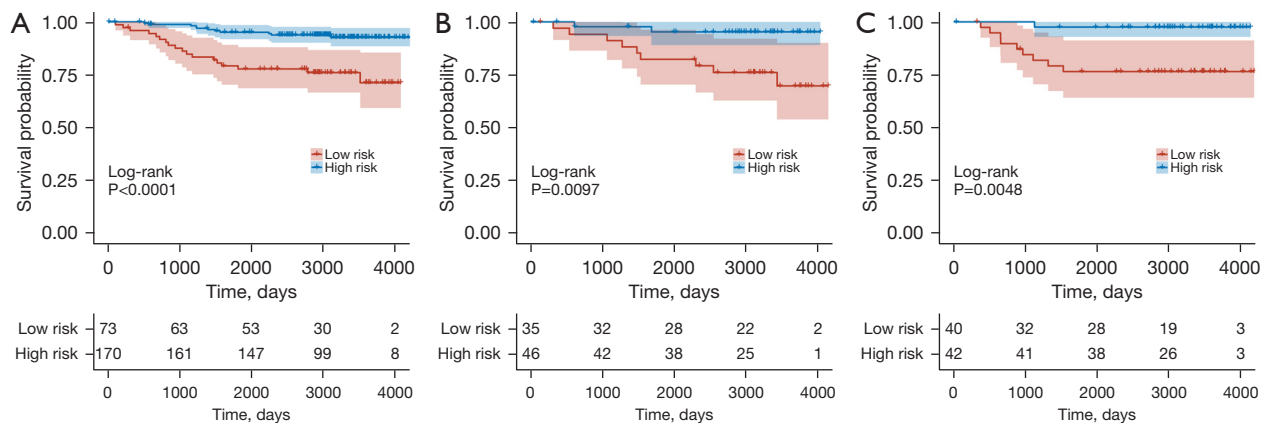 A
Survival probability
1.00
0.75
0.50
0.25
0.00
Low risk
High risk
Log-rank
P<0.0001
0 1000 2000 3000 4000
Time, days
Low risk 73 63 53 30 2
High risk 170 161 147 99 8
0 1000 2000 3000 4000
Time, days
B
Survival probability
1.00
0.75
0.50
0.25
0.00
Low risk
High risk
Log-rank
P=0.0097
0 1000 2000 3000 4000
Time, days
Low risk 35 32 28 22 2
High risk 46 42 38 25 1
0 1000 2000 3000 4000
Time, days
C
Survival probability
1.00
0.75
0.50
0.25
0.00
Low risk
High risk
Log-rank
P=0.0048
0 1000 2000 3000 4000
Time, days
Low risk 40 32 28 19 3
High risk 42 41 38 26 3
0 1000 2000 3000 4000
Time, days